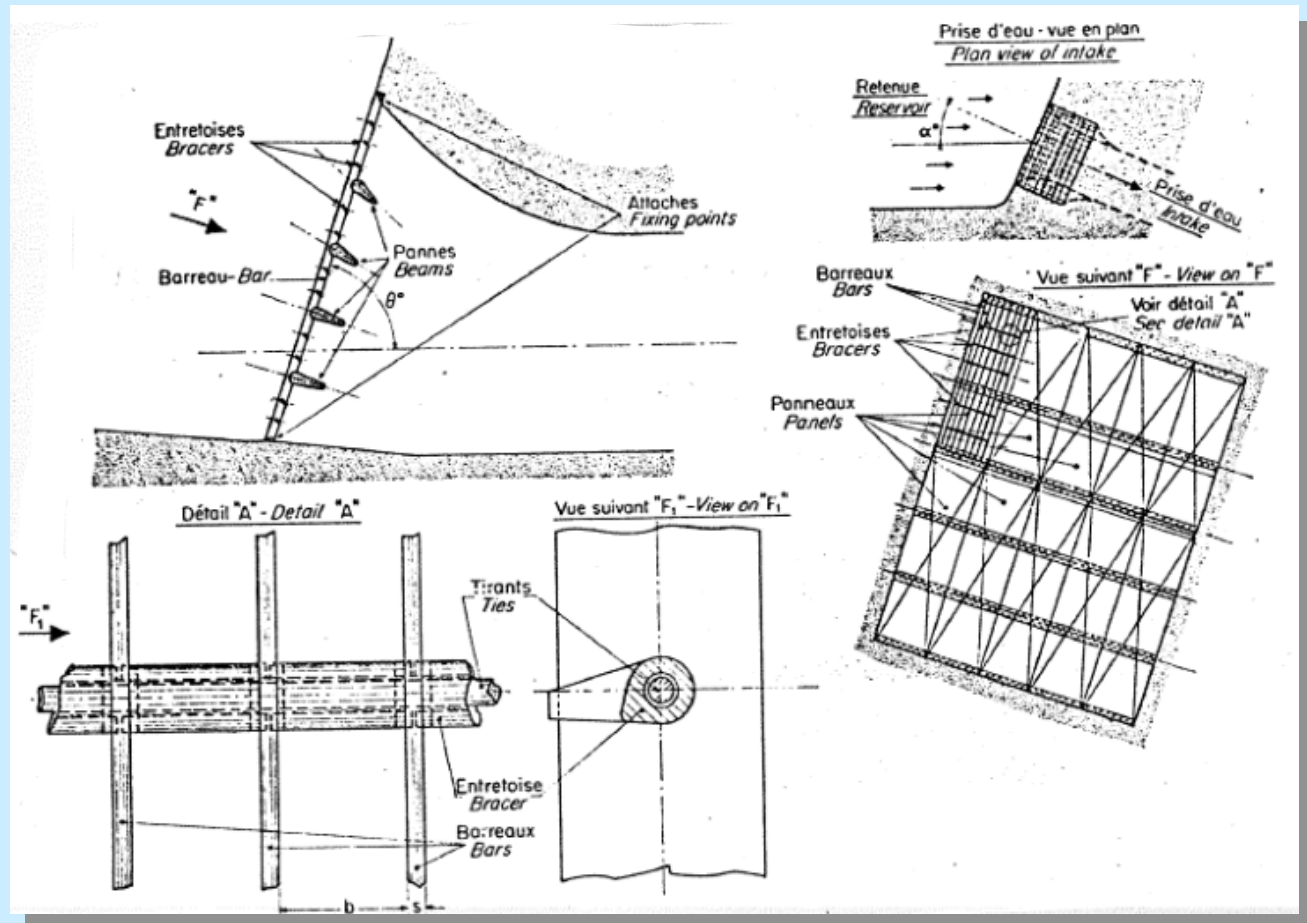 Entretoises
Bracers
"F"
Barreau-Bar
Pannes
Beams
θ°
Attaches
Fixing points
Prise d'eau - vue en plan
Plan view of intake
Retenue
Reservoir
α°
Prise d'eau
Intake
Vue suivant "F" - View on "F"
Barreaux
Bars
Voir détail "A"
See detail "A"
Entretoises
Bracers
Panneaux
Panels
Détail "A" - Detail "A"
"F₁"
Tirants
Ties
Entretoise
Bracer
Barreaux
Bars
b
s
Vue suivant "F₁" - View on "F₁"